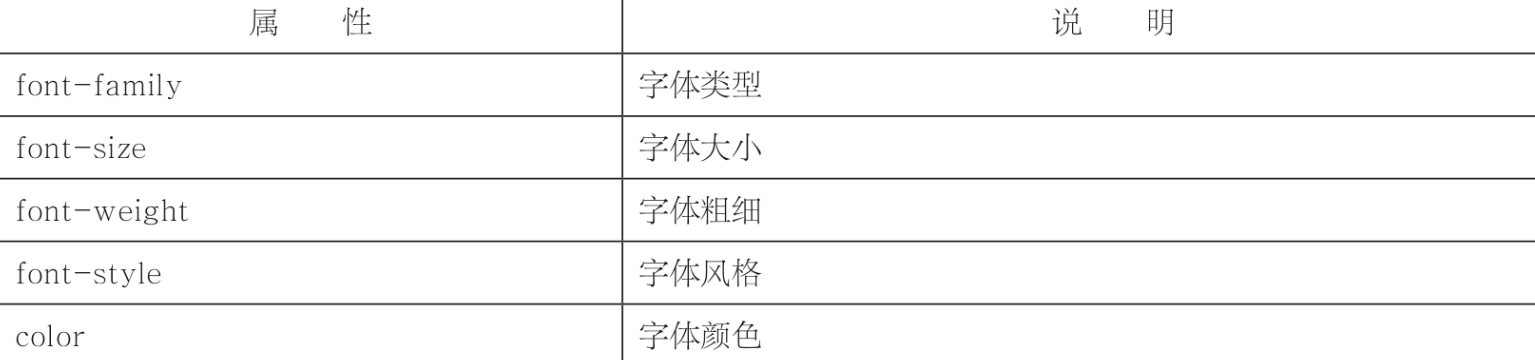 属 性 说 明
font-family 字体类型
font-size 字体大小
font-weight 字体粗细
font-style 字体风格
color 字体颜色